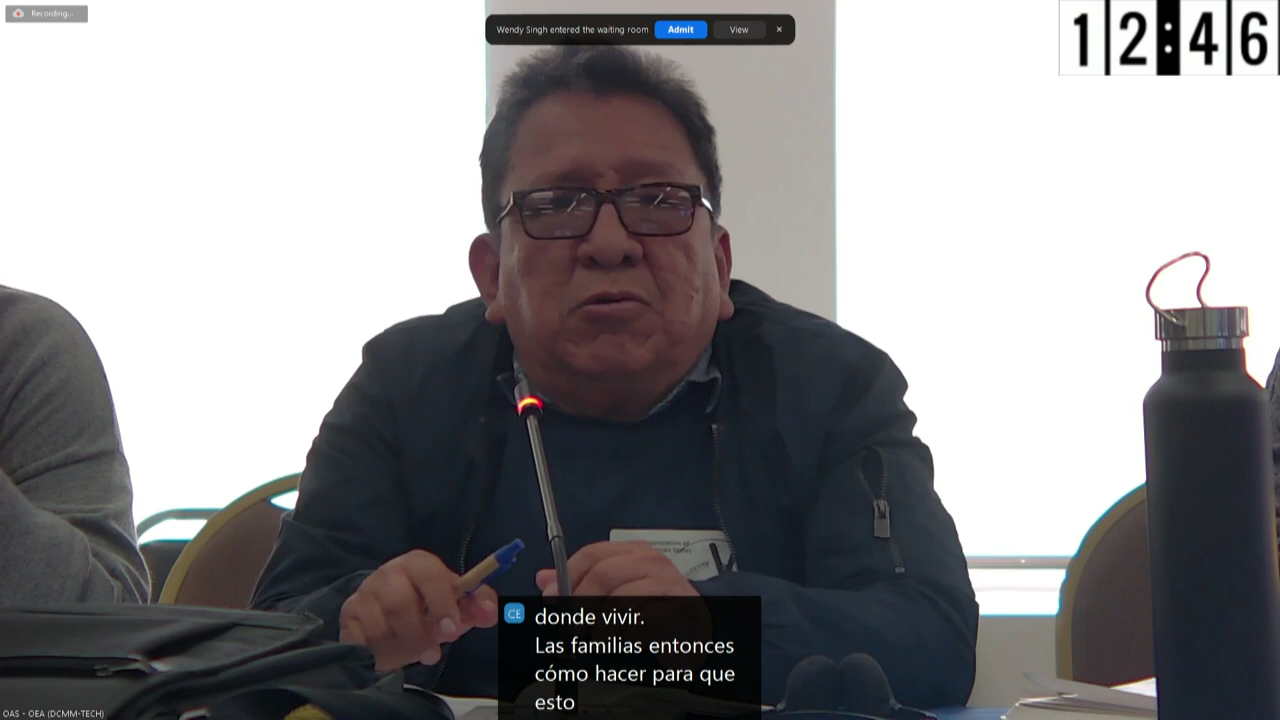 Recording...
Wendy Singh entered the waiting room Admit View ×
12:46
CE donde vivir.
Las familias entonces
cómo hacer para que
esto
OAS - OEA (DCMM-TECH)